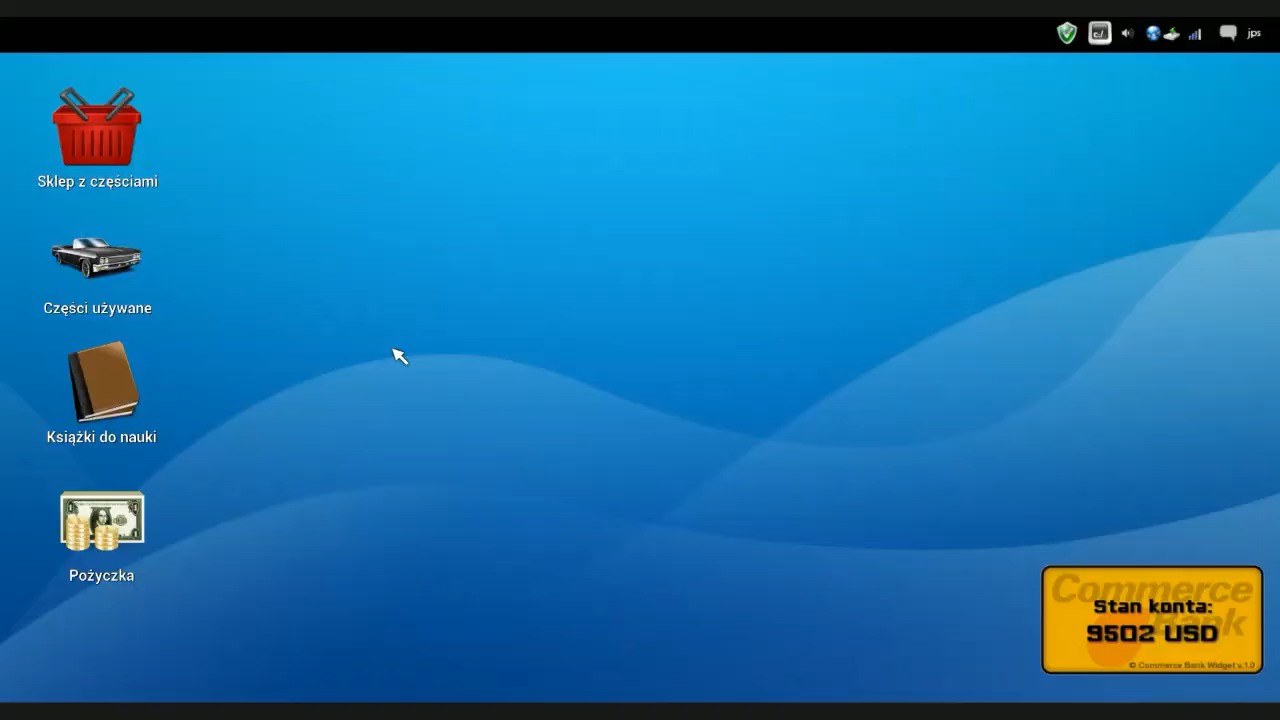 c:/
jps
Sklep z częściami
Części używane
Książki do nauki
Pożyczka
Commerce
Bank
Stan konta:
9502 USD
© Commerce Bank Widget v.1.0